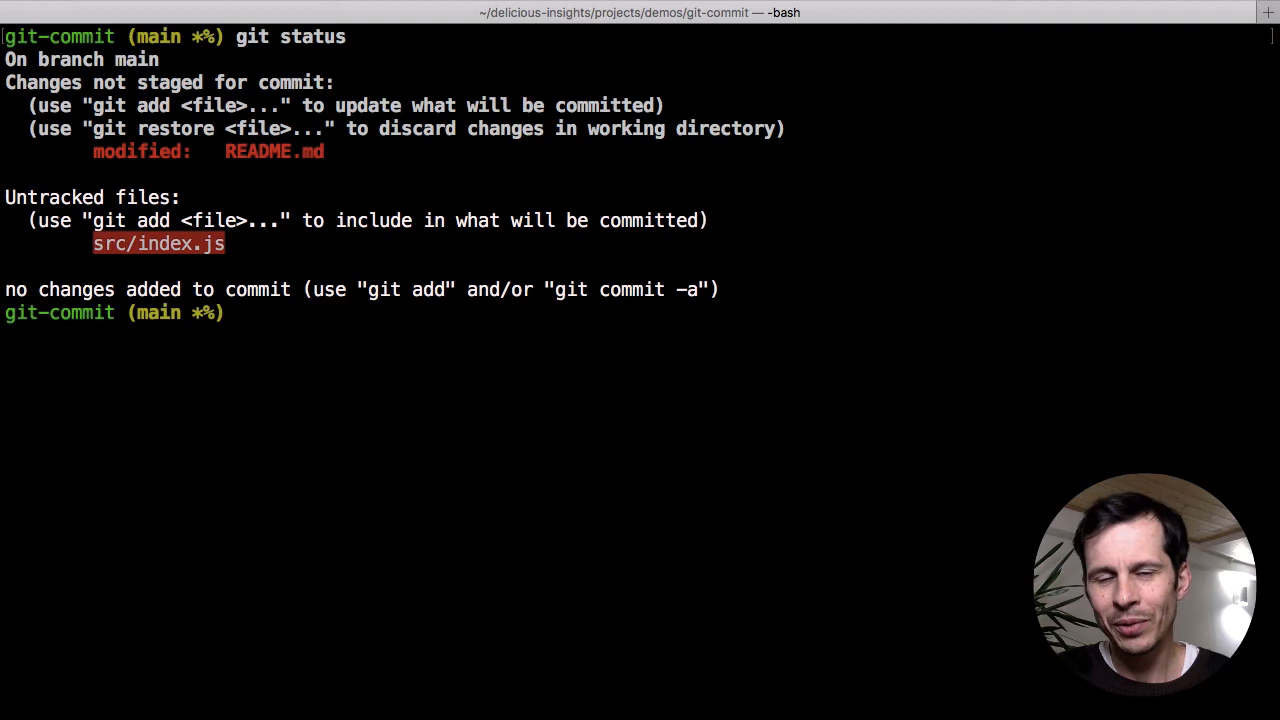 ~/delicious-insights/projects/demos/git-commit — -bash
git-commit (main *%) git status
On branch main
Changes not staged for commit:
(use "git add <file>..." to update what will be committed)
(use "git restore <file>..." to discard changes in working directory)
modified:   README.md
Untracked files:
(use "git add <file>..." to include in what will be committed)
src/index.js
no changes added to commit (use "git add" and/or "git commit -a")
git-commit (main *%)